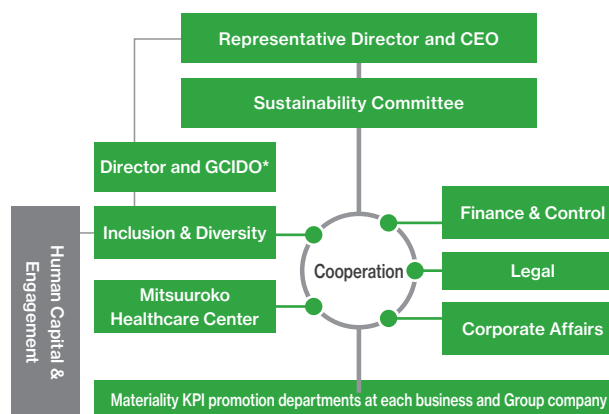 Representative Director and CEO
Sustainability Committee
Director and GCIDO*
Human Capital &
Engagement
Inclusion & Diversity
Mitsuuroko
Healthcare Center
Cooperation
Finance & Control
Legal
Corporate Affairs
Materiality KPI promotion departments at each business and Group company